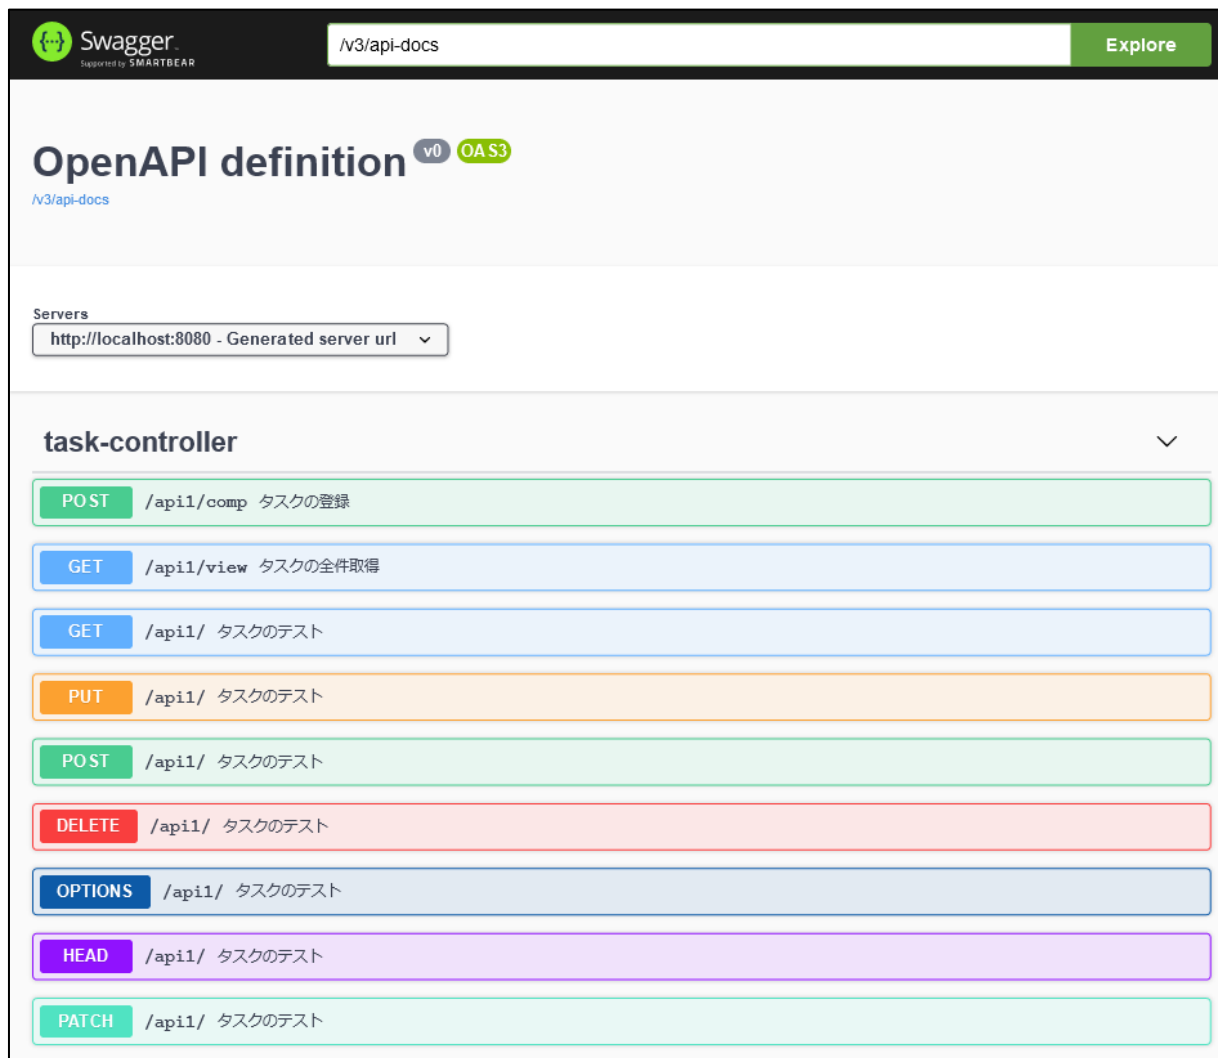 Swagger
Supported by SMARTBEAR
/v3/api-docs
Explore
OpenAPI definition v0 OAS3
/v3/api-docs
Servers
http://localhost:8080 - Generated server url
task-controller
POST /api1/comp タスクの登録
GET /api1/view タスクの全件取得
GET /api1/ タスクのテスト
PUT /api1/ タスクのテスト
POST /api1/ タスクのテスト
DELETE /api1/ タスクのテスト
OPTIONS /api1/ タスクのテスト
HEAD /api1/ タスクのテスト
PATCH /api1/ タスクのテスト